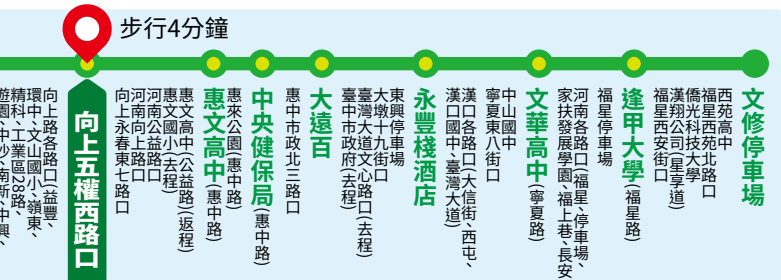 步行4分鐘
文修停車場
西苑高中
福星西苑北路口
僑光科技大學
漢翔公司(星享道)
福星西安街口
逢甲大學(福星路)
福星停車場
河南各路口(福星、停車場、
家扶發展學園、福上巷、長安
文華高中(寧夏路)
中山國中
寧夏東八街口
漢口各路口(大信街、西屯、
漢口國中、臺灣大道)
永豐棧酒店
東興停車場
大墩十九街口
臺灣大道文心路口(去程)
臺中市政府(去程)
大遠百
惠中市政北三路口
中央健保局(惠中路)
惠來公園(惠中路)
惠文高中(惠中路)
惠文高中(公益路)(返程)
惠文國小(去程)
河南公益路口
河南向上路口
向上永春東七路口
向上五權西路口
向上路各路口(益豐、
環中、文山國小、嶺東、
精科、工業區28路、
遊園、中沙、南新、中興、